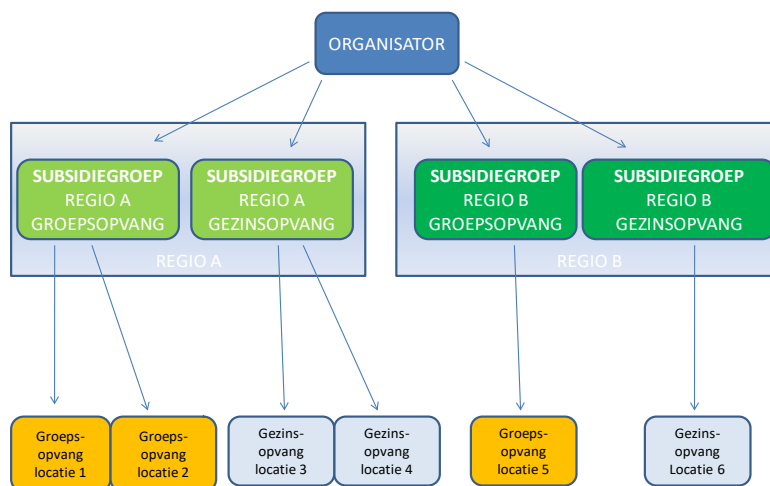 ORGANISATOR
SUBSIDIEGROEP
REGIO A
GROEPSOPVANG
SUBSIDIEGROEP
REGIO A
GEZINSOPVANG
REGIO A
SUBSIDIEGROEP
REGIO B
GROEPSOPVANG
SUBSIDIEGROEP
REGIO B
GEZINSOPVANG
REGIO B
Groeps-
opvang
locatie 1
Groeps-
opvang
locatie 2
Gezins-
opvang
locatie 3
Gezins-
opvang
locatie 4
Groeps-
opvang
locatie 5
Gezins-
opvang
Locatie 6